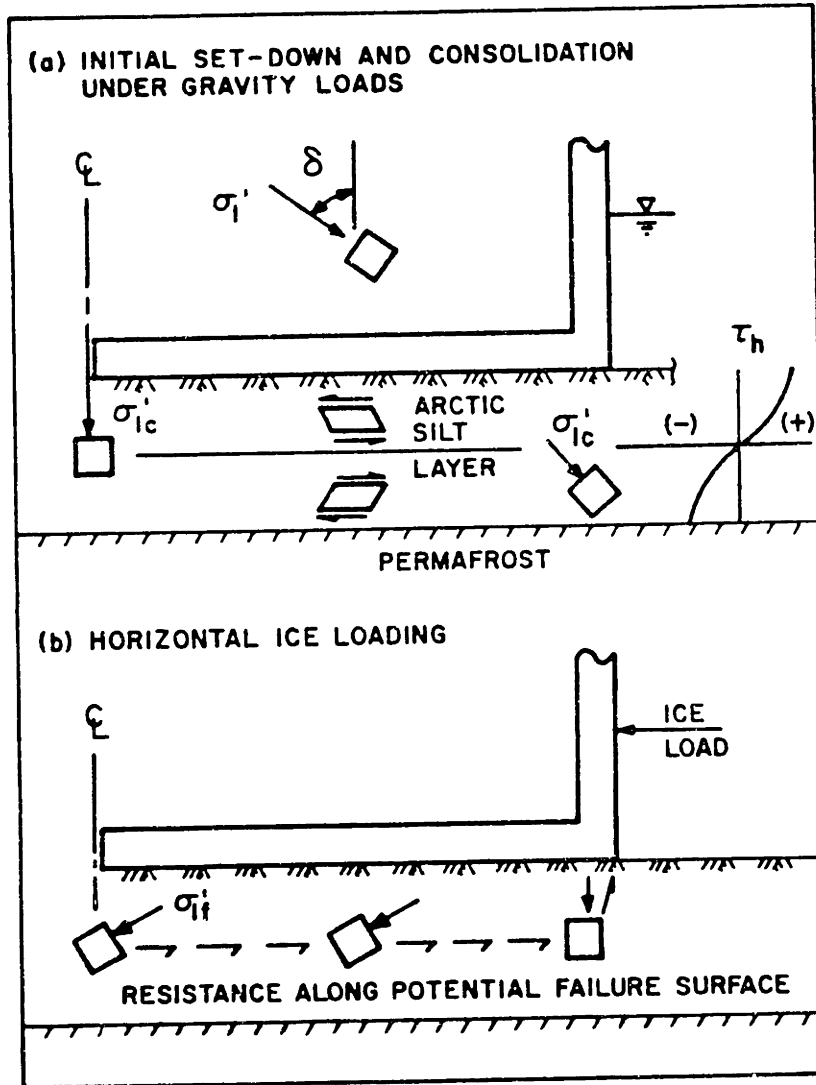 (a) INITIAL SET-DOWN AND CONSOLIDATION
UNDER GRAVITY LOADS
℄
δ
σ₁'
τₕ
σ₁c'
ARCTIC
SILT
LAYER
σ₁c'
(-)
(+)
PERMAFROST
(b) HORIZONTAL ICE LOADING
℄
ICE
LOAD
σ₁f'
RESISTANCE ALONG POTENTIAL FAILURE SURFACE